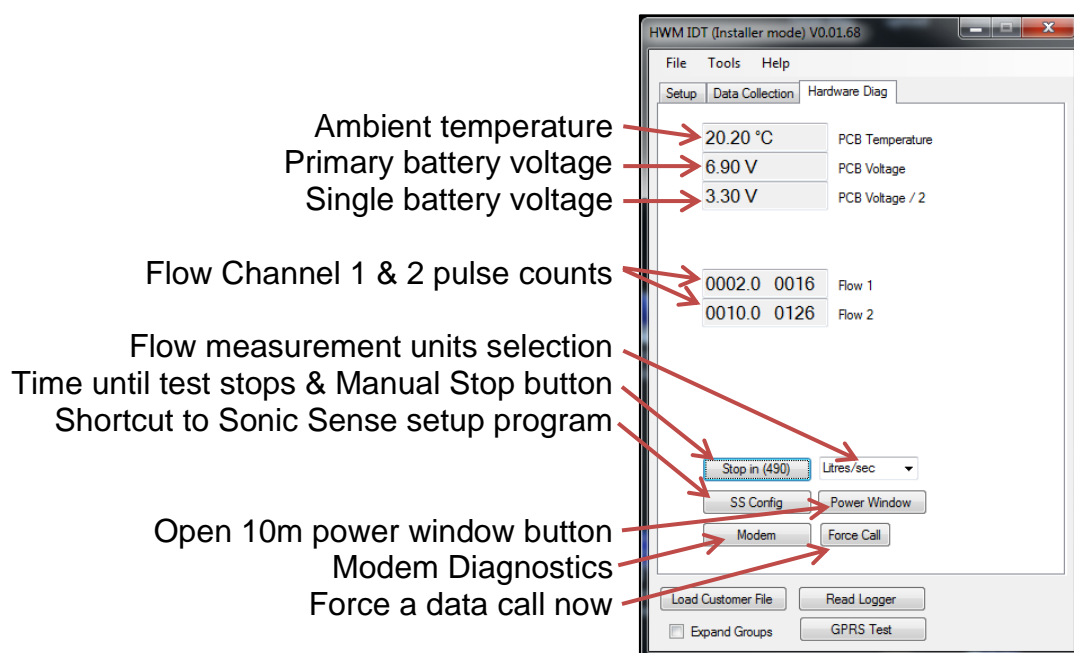 HWM IDT (Installer mode) V0.01.68
File Tools Help
Setup Data Collection Hardware Diag
Ambient temperature 20.20 °C PCB Temperature
Primary battery voltage 6.90 V PCB Voltage
Single battery voltage 3.30 V PCB Voltage / 2
Flow Channel 1 & 2 pulse counts 0002.0 0016 Flow 1
0010.0 0126 Flow 2
Flow measurement units selection
Time until test stops & Manual Stop button
Shortcut to Sonic Sense setup program
Stop in (490) Litres/sec
SS Config Power Window
Open 10m power window button
Modem Force Call
Modem Diagnostics
Force a data call now
Load Customer File Read Logger
Expand Groups GPRS Test